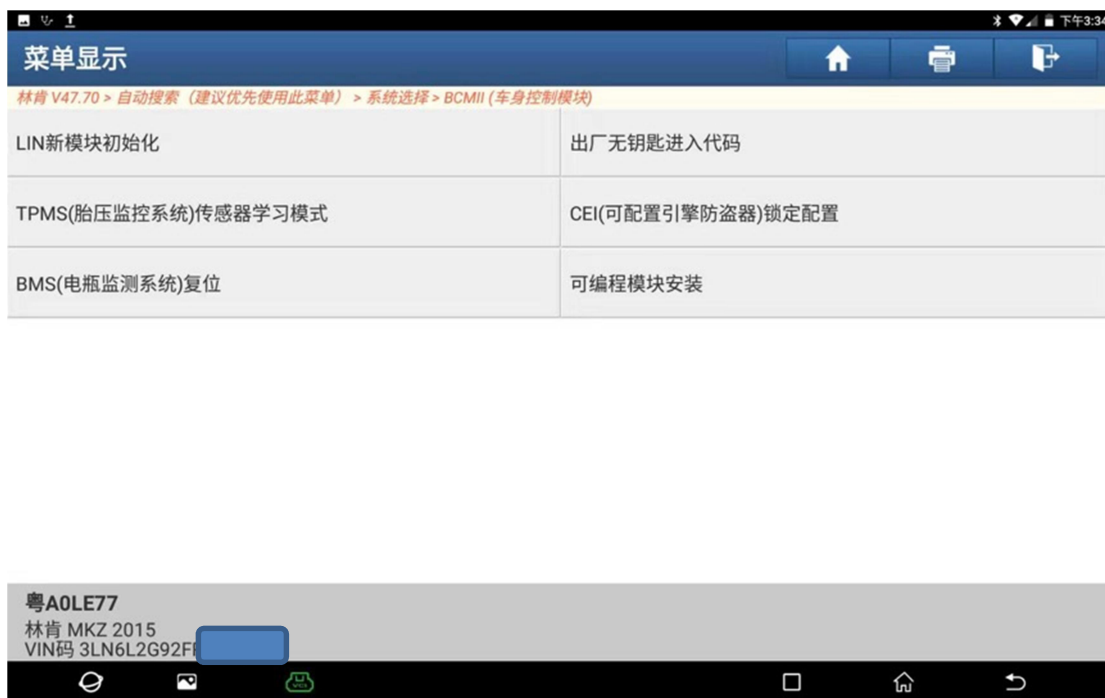 下午3:34
菜单显示
林肯 V47.70 > 自动搜索（建议优先使用此菜单） > 系统选择 > BCMII (车身控制模块)
LIN新模块初始化
出厂无钥匙进入代码
TPMS(胎压监控系统)传感器学习模式
CEI(可配置引擎防盗器)锁定配置
BMS(电瓶监测系统)复位
可编程模块安装
粤A0LE77
林肯 MKZ 2015
VIN码 3LN6L2G92F